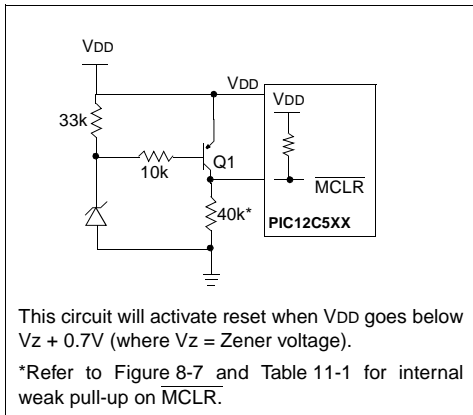 VDD
VDD
VDD
33k
10k
Q1
MCLR
40k*
PIC12C5XX
This circuit will activate reset when VDD goes below
Vz + 0.7V (where Vz = Zener voltage).
*Refer to Figure 8-7 and Table 11-1 for internal
weak pull-up on MCLR.